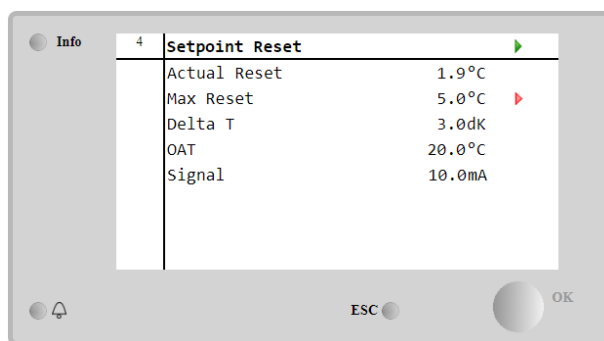 Info
4 Setpoint Reset
Actual Reset 1.9°C
Max Reset 5.0°C
Delta T 3.0dK
OAT 20.0°C
Signal 10.0mA
ESC OK